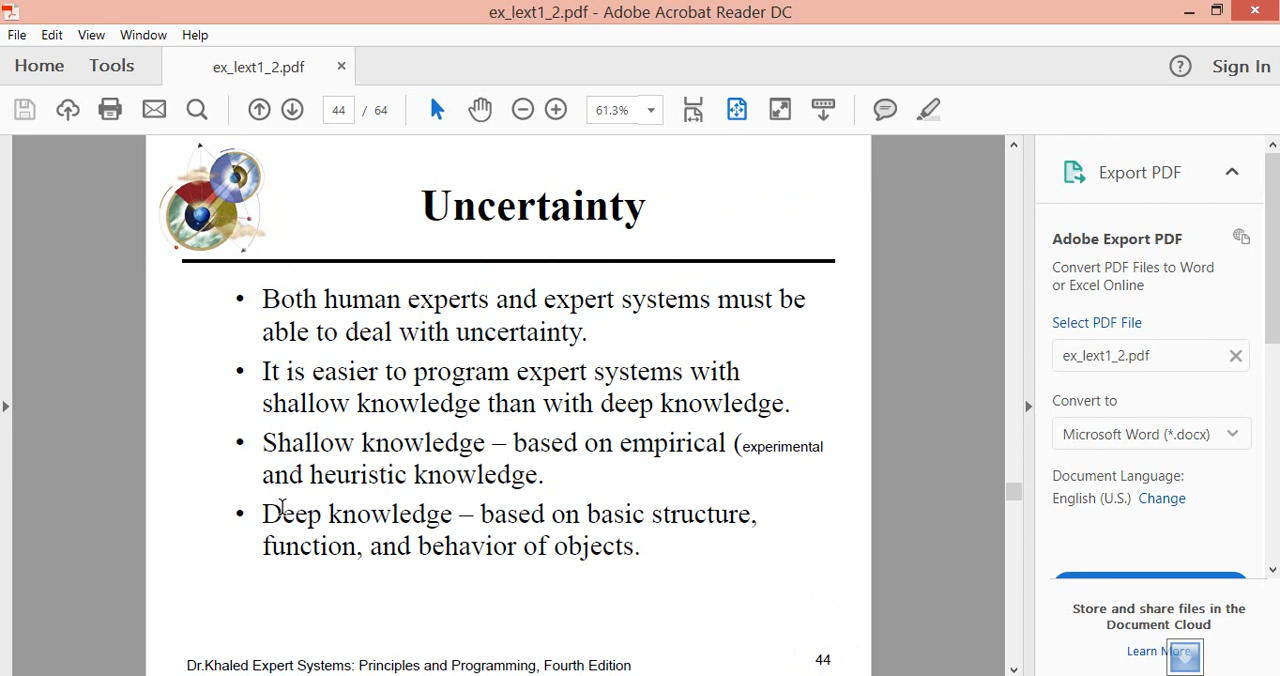 ex_lext1_2.pdf - Adobe Acrobat Reader DC
File Edit View Window Help
Home Tools ex_lext1_2.pdf Sign In
44 / 64 61.3%
Export PDF
Adobe Export PDF
Convert PDF Files to Word
or Excel Online
Select PDF File
ex_lext1_2.pdf
Convert to
Microsoft Word (*.docx)
Document Language:
English (U.S.) Change
Store and share files in the
Document Cloud
Learn More
Uncertainty
• Both human experts and expert systems must be
able to deal with uncertainty.
• It is easier to program expert systems with
shallow knowledge than with deep knowledge.
• Shallow knowledge – based on empirical (experimental
and heuristic knowledge.
• Deep knowledge – based on basic structure,
function, and behavior of objects.
Dr.Khaled Expert Systems: Principles and Programming, Fourth Edition 44